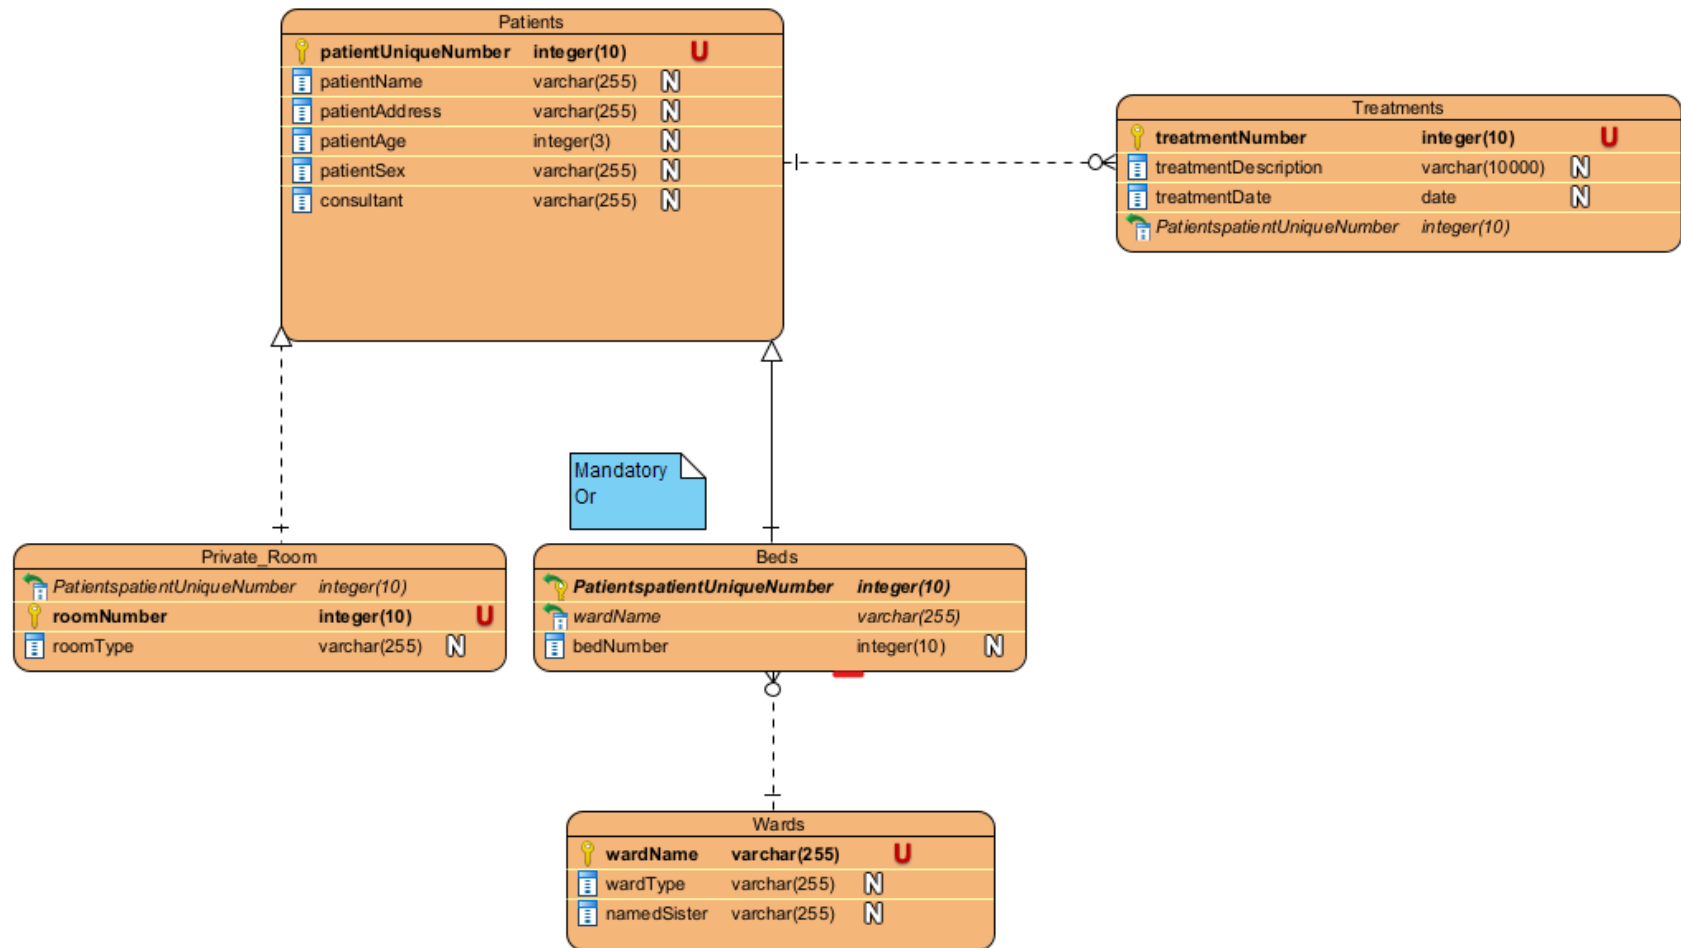 Patients
patientUniqueNumber integer(10) U
patientName varchar(255) N
patientAddress varchar(255) N
patientAge integer(3) N
patientSex varchar(255) N
consultant varchar(255) N
Treatments
treatmentNumber integer(10) U
treatmentDescription varchar(10000) N
treatmentDate date N
PatientspatientUniqueNumber integer(10)
Mandatory
Or
Private_Room
PatientspatientUniqueNumber integer(10)
roomNumber integer(10) U
roomType varchar(255) N
Beds
PatientspatientUniqueNumber integer(10)
wardName varchar(255)
bedNumber integer(10) N
Wards
wardName varchar(255) U
wardType varchar(255) N
namedSister varchar(255) N